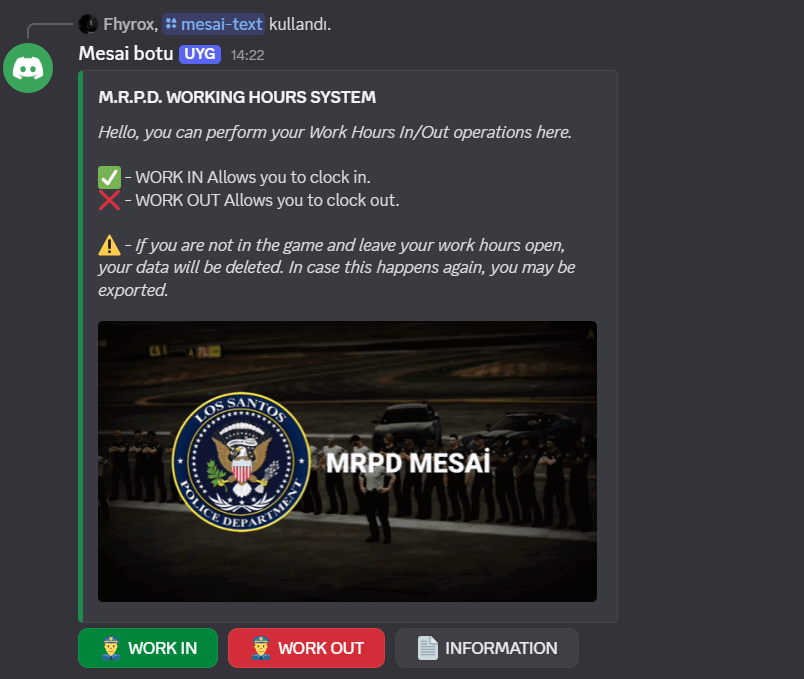 Fhyrox, mesai-text kullandı.
Mesai botu UYG 14:22
M.R.P.D. WORKING HOURS SYSTEM
Hello, you can perform your Work Hours In/Out operations here.
✅ - WORK IN Allows you to clock in.
❌ - WORK OUT Allows you to clock out.
⚠️ - If you are not in the game and leave your work hours open,
your data will be deleted. In case this happens again, you may be
exported.
LOS SANTOS
POLICE DEPARTMENT
MRPD MESAİ
WORK IN
WORK OUT
INFORMATION